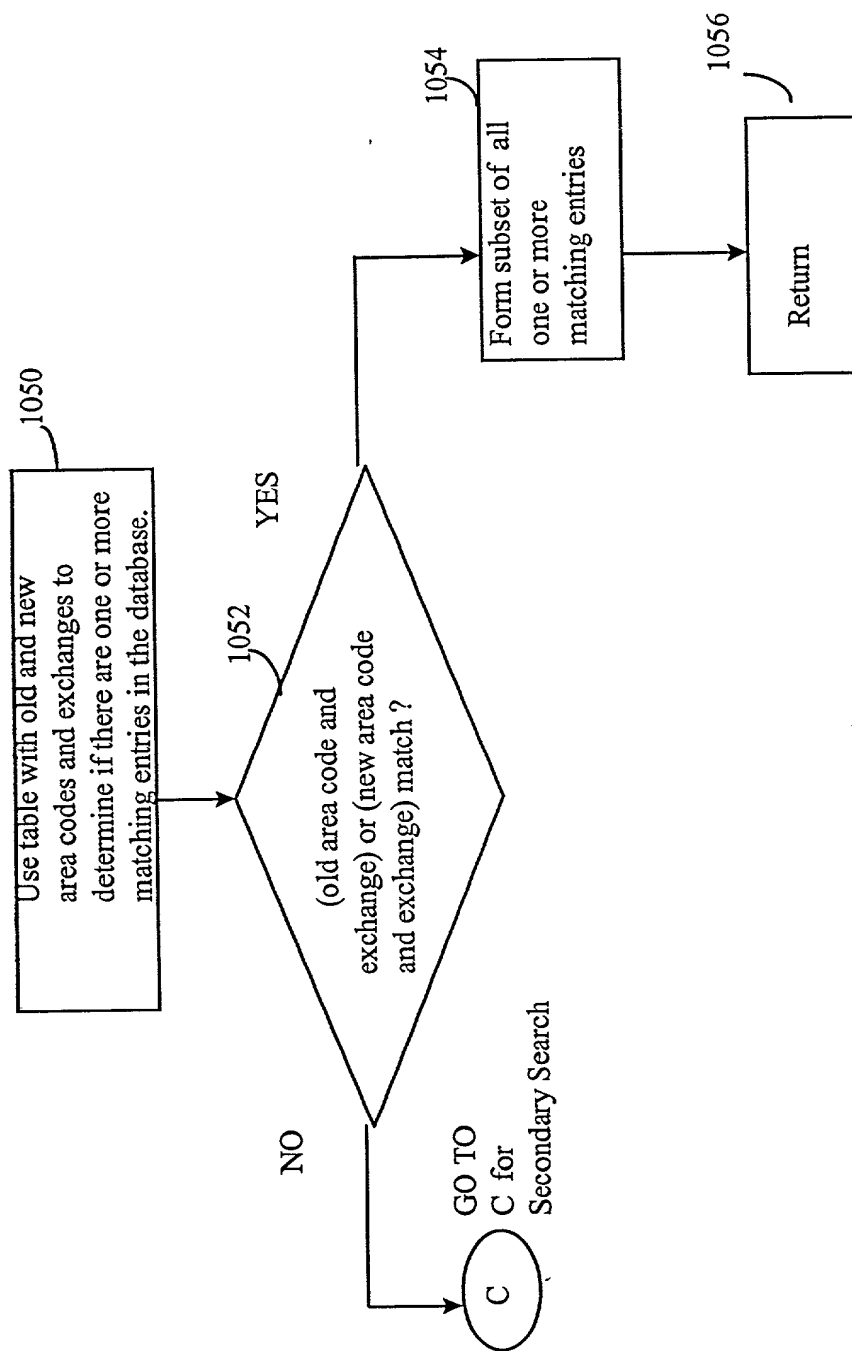 1050
Use table with old and new
area codes and exchanges to
determine if there are one or more
matching entries in the database.
1052
(old area code and
exchange) or (new area code
and exchange) match ?
YES
NO
1054
Form subset of all
one or more
matching entries
1056
Return
GO TO
C for
Secondary Search
C